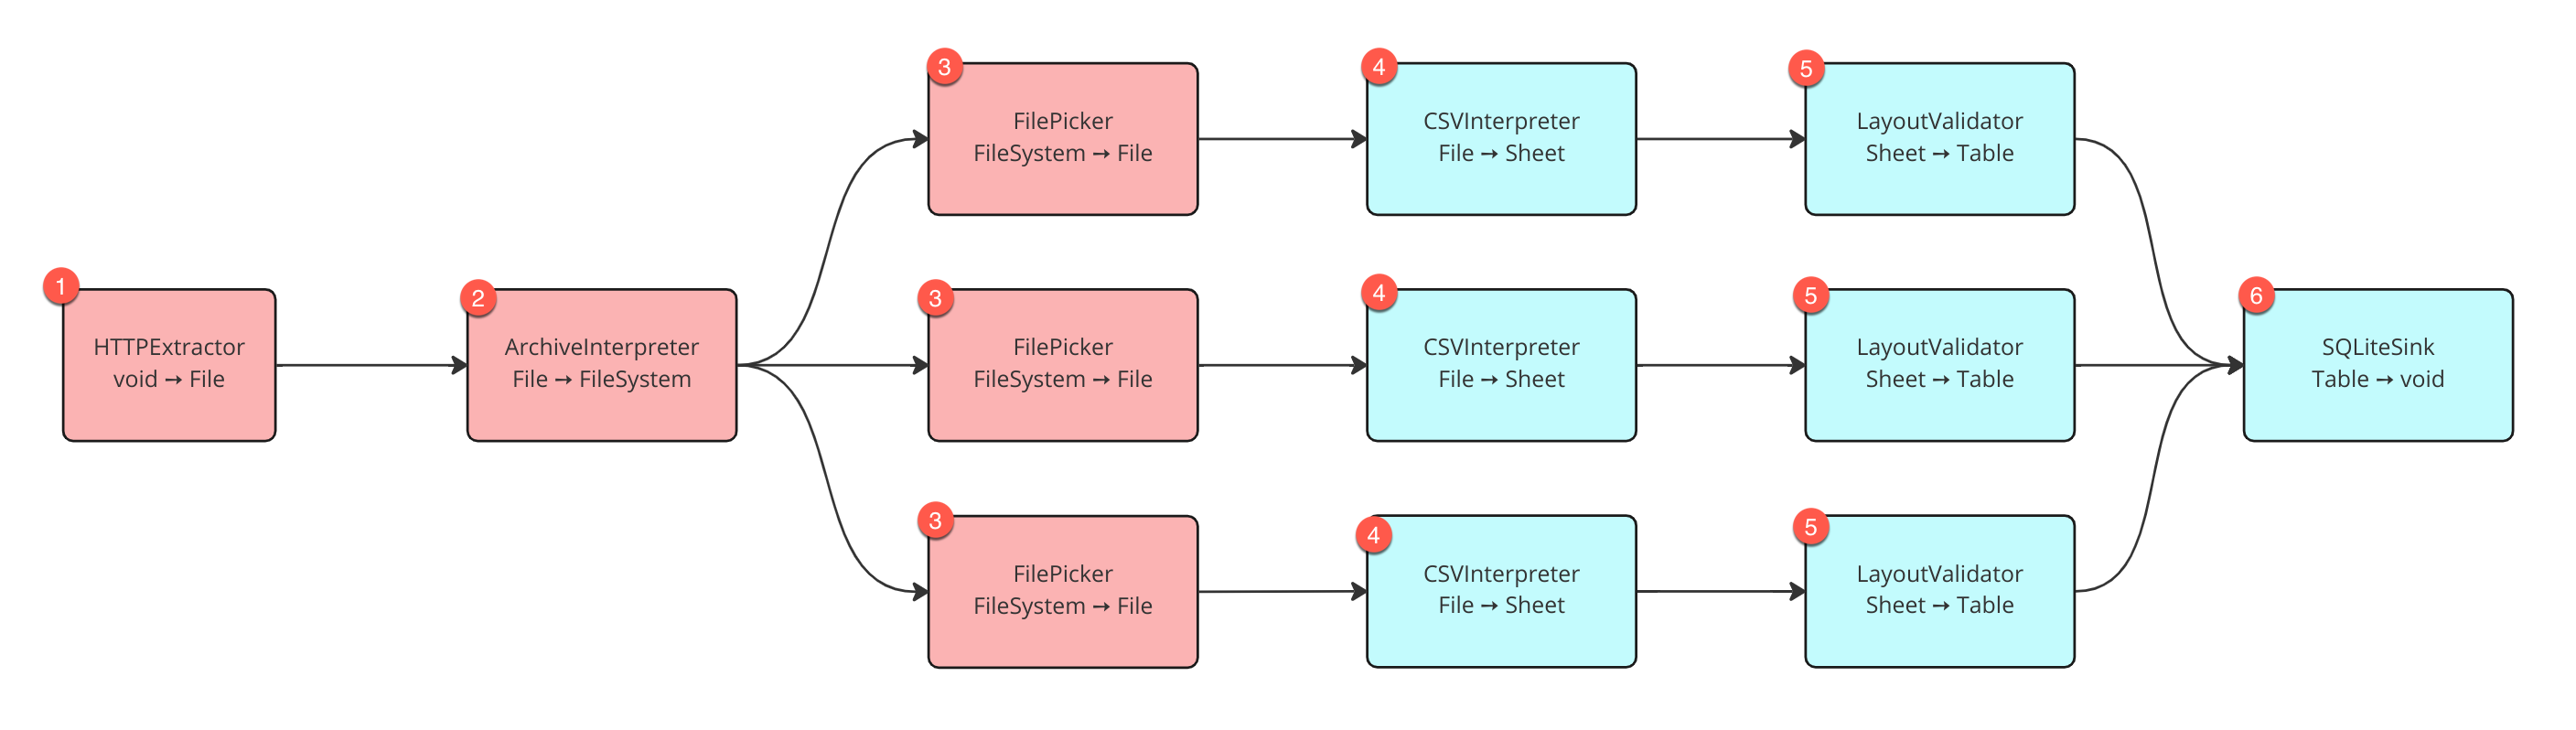 1
HTTPExtractor
void → File
2
ArchiveInterpreter
File → FileSystem
3
FilePicker
FileSystem → File
4
CSVInterpreter
File → Sheet
5
LayoutValidator
Sheet → Table
3
FilePicker
FileSystem → File
4
CSVInterpreter
File → Sheet
5
LayoutValidator
Sheet → Table
3
FilePicker
FileSystem → File
4
CSVInterpreter
File → Sheet
5
LayoutValidator
Sheet → Table
6
SQLiteSink
Table → void